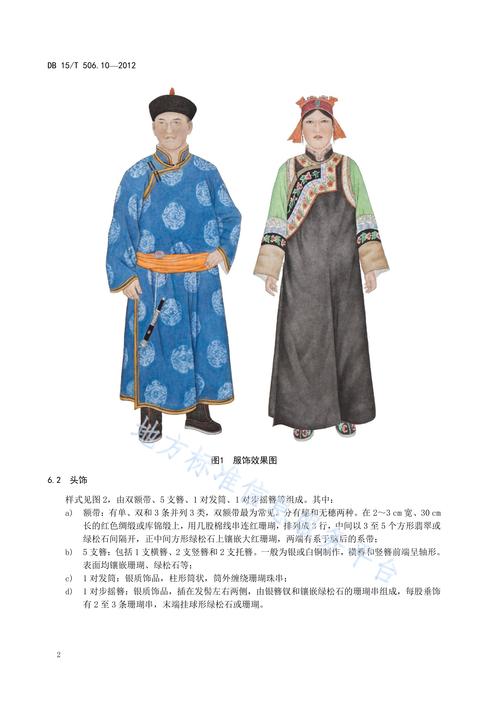 DB 15/T 506.10—2012
图1 服饰效果图
6.2 头饰
样式见图 2，由双额带、5 支簪、1 对发筒、1 对步摇簪等组成。其中：
a) 额带：有单、双和 3 条并列 3 类，双额带最为常见。分有穗和无穗两种。在 2～3 cm 宽、30 cm
长的红色绸缎或库锦缎上，用几股棉线串连红珊瑚，排列成 3 行，中间以 3 至 5 个方形翡翠或
绿松石间隔开，正中间方形绿松石上镶嵌大红珊瑚，两端有系于脑后的系带；
b) 5 支簪：包括 1 支横簪、2 支竖簪和 2 支托簪。一般为银或白铜制作，横簪和竖簪前端呈轴形。
表面均镶嵌珊瑚、绿松石等；
c) 1 对发筒：银质饰品，柱形筒状，筒外缠绕珊瑚珠串；
d) 1 对步摇簪：银质饰品，插在发髻左右两侧，由银簪钗和镶嵌绿松石的珊瑚串组成，每股垂饰
有 2 至 3 条珊瑚串，末端挂球形绿松石或珊瑚。
2
地方标准信息服务平台